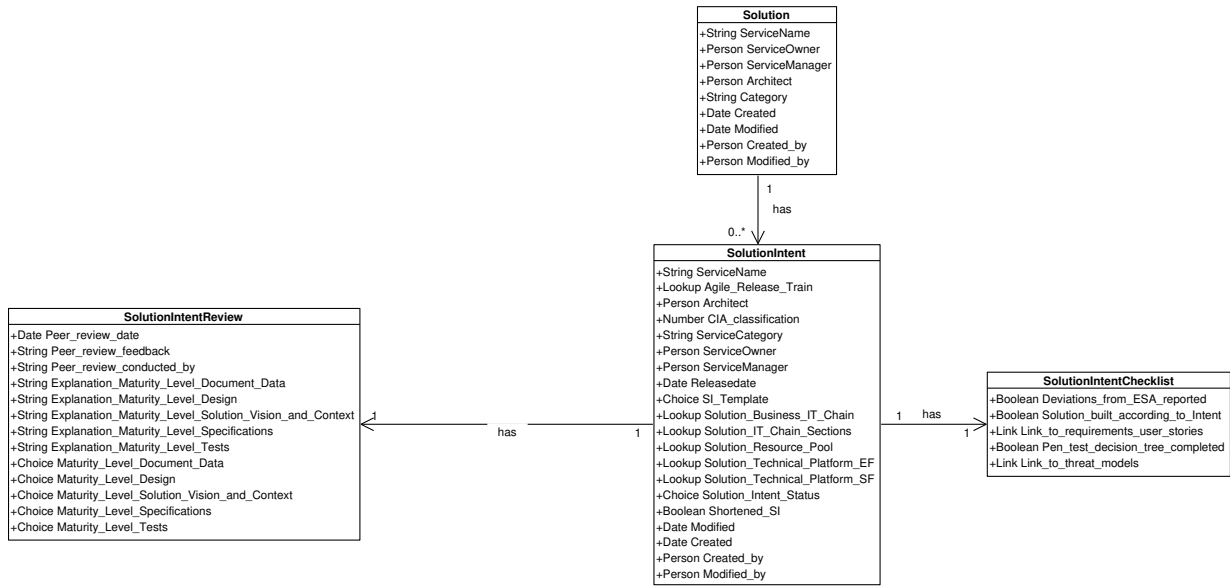 Solution
+String ServiceName
+Person ServiceOwner
+Person ServiceManager
+Person Architect
+String Category
+Date Created
+Date Modified
+Person Created_by
+Person Modified_by
1
has
0..*
SolutionIntent
+String ServiceName
+Lookup Agile_Release_Train
+Person Architect
+Number CIA_classification
+String ServiceCategory
+Person ServiceOwner
+Person ServiceManager
+Date Releasedate
+Choice SI_Template
+Lookup Solution_Business_IT_Chain
+Lookup Solution_IT_Chain_Sections
+Lookup Solution_Resource_Pool
+Lookup Solution_Technical_Platform_EF
+Lookup Solution_Technical_Platform_SF
+Choice Solution_Intent_Status
+Boolean Shortened_SI
+Date Modified
+Date Created
+Person Created_by
+Person Modified_by
SolutionIntentReview
+Date Peer_review_date
+String Peer_review_feedback
+String Peer_review_conducted_by
+String Explanation_Maturity_Level_Document_Data
+String Explanation_Maturity_Level_Design
+String Explanation_Maturity_Level_Solution_Vision_and_Context
+String Explanation_Maturity_Level_Specifications
+String Explanation_Maturity_Level_Tests
+Choice Maturity_Level_Document_Data
+Choice Maturity_Level_Design
+Choice Maturity_Level_Solution_Vision_and_Context
+Choice Maturity_Level_Specifications
+Choice Maturity_Level_Tests
1
has
1
1
has
1
SolutionIntentChecklist
+Boolean Deviations_from_ESA_reported
+Boolean Solution_built_according_to_Intent
+Link Link_to_requirements_user_stories
+Boolean Pen_test_decision_tree_completed
+Link Link_to_threat_models